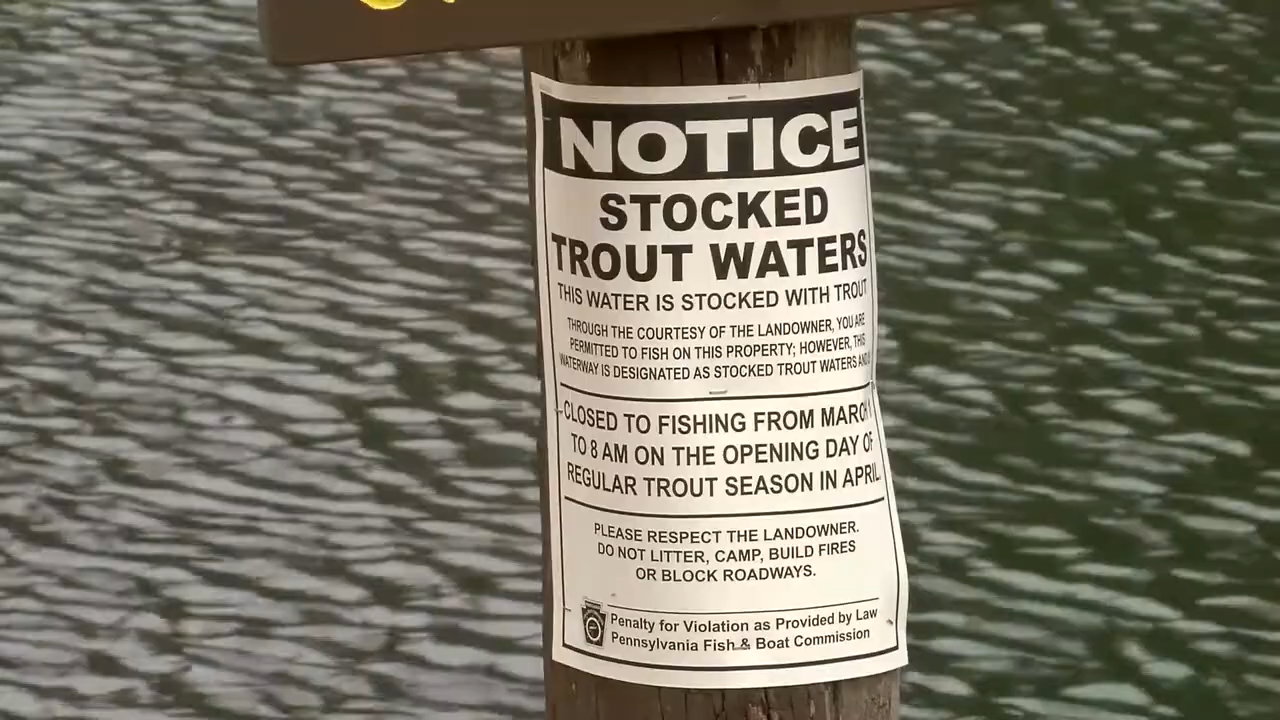 NOTICE
STOCKED
TROUT WATERS
THIS WATER IS STOCKED WITH TROUT
THROUGH THE COURTESY OF THE LANDOWNER, YOU ARE
PERMITTED TO FISH ON THIS PROPERTY; HOWEVER, THIS
WATERWAY IS DESIGNATED AS STOCKED TROUT WATERS AND
CLOSED TO FISHING FROM MARCH
TO 8 AM ON THE OPENING DAY OF
REGULAR TROUT SEASON IN APRIL.
PLEASE RESPECT THE LANDOWNER.
DO NOT LITTER, CAMP, BUILD FIRES
OR BLOCK ROADWAYS.
Penalty for Violation as Provided by Law
Pennsylvania Fish & Boat Commission